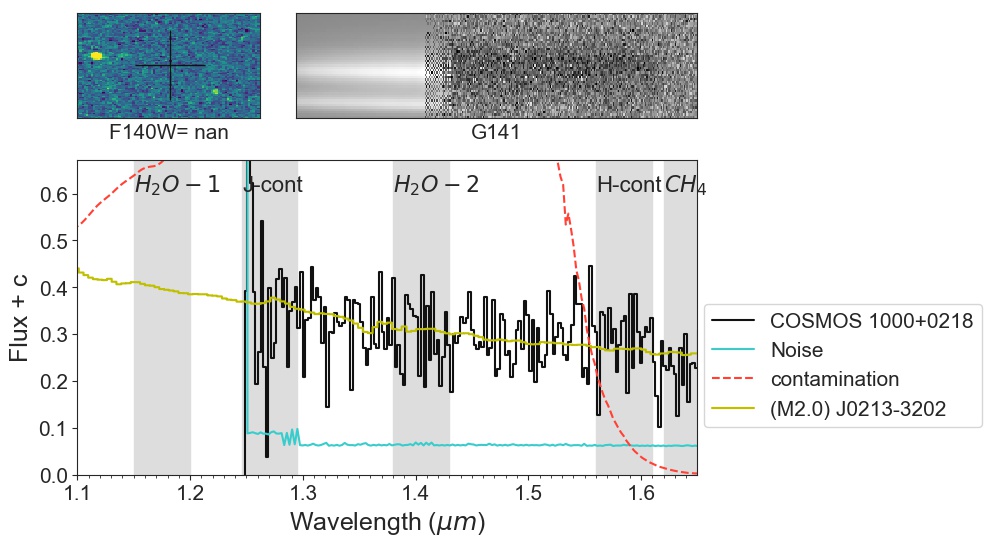 F140W= nan
G141
H₂O − 1
J-cont
H₂O − 2
H-cont
CH₄
0.6
0.5
0.4
0.3
0.2
0.1
0.0
Flux + c
1.1
1.2
1.3
1.4
1.5
1.6
Wavelength (μm)
COSMOS 1000+0218
Noise
contamination
(M2.0) J0213-3202